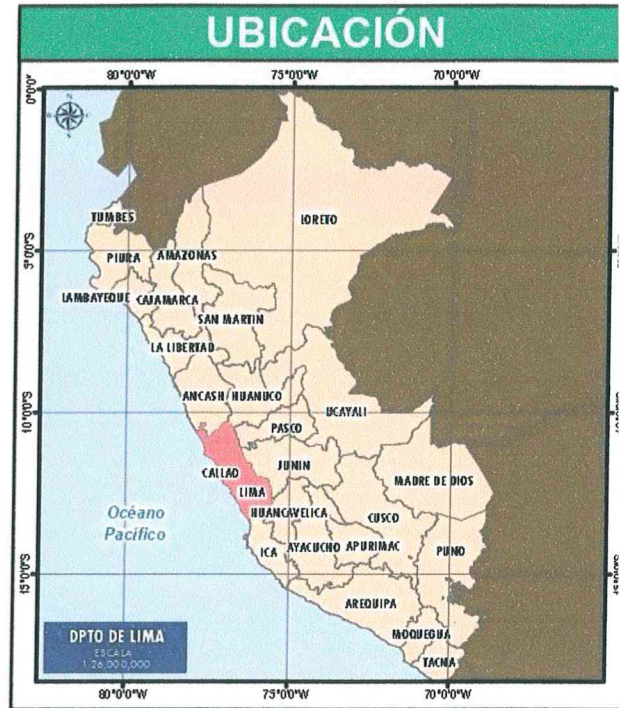 UBICACIÓN
80°0'0"W 75°0'0"W 70°0'0"W
0°0'0"
TUMBES
LORETO
5°0'0"S
PIURA AMAZONAS
LAMBAYEQUE CAJAMARCA
SAN MARTIN
LA LIBERTAD
ANCASH HUANUCO
UCAYALI
10°0'0"S
PASCO
JUNIN
CALLAO
MADRE DE DIOS
LIMA
HUANCAVELICA
Océano
Pacífico
CUSCO
ICA AYACUCHO APURIMAC PUNO
15°0'0"S
AREQUIPA
DPTO DE LIMA
ESCALA
1:26,000,000
MOQUEGUA
TACNA
80°0'0"W 75°0'0"W 70°0'0"W